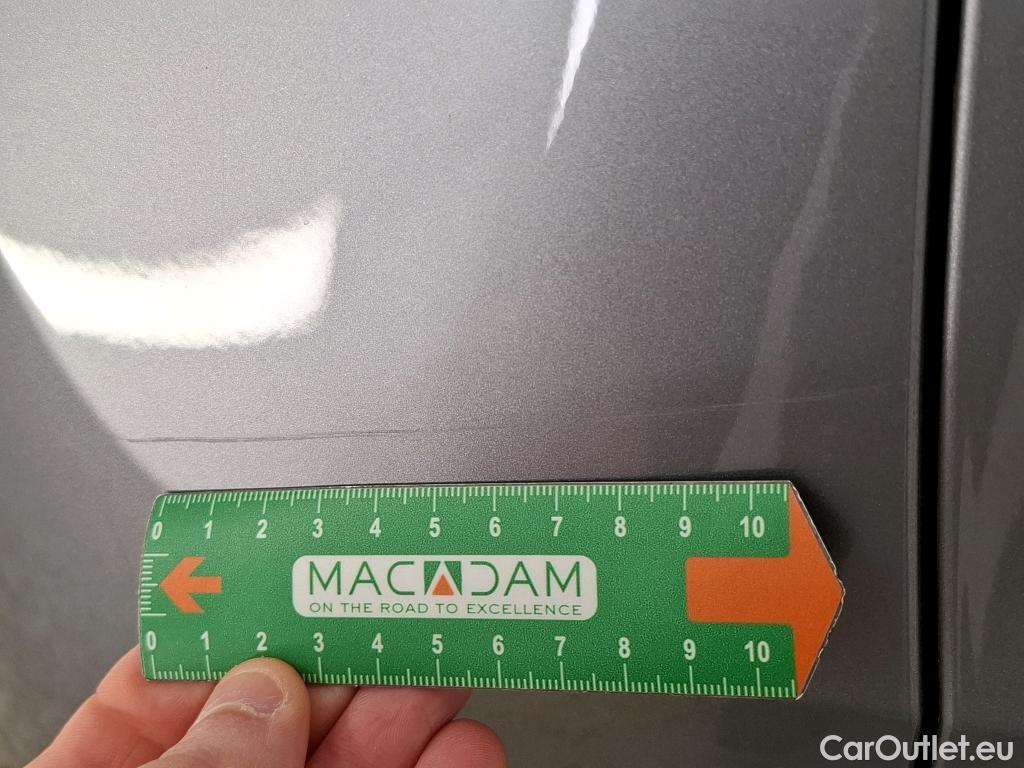 0 1 2 3 4 5 6 7 8 9 10
MACADAM
ON THE ROAD TO EXCELLENCE
0 1 2 3 4 5 6 7 8 9 10
CarOutlet.eu